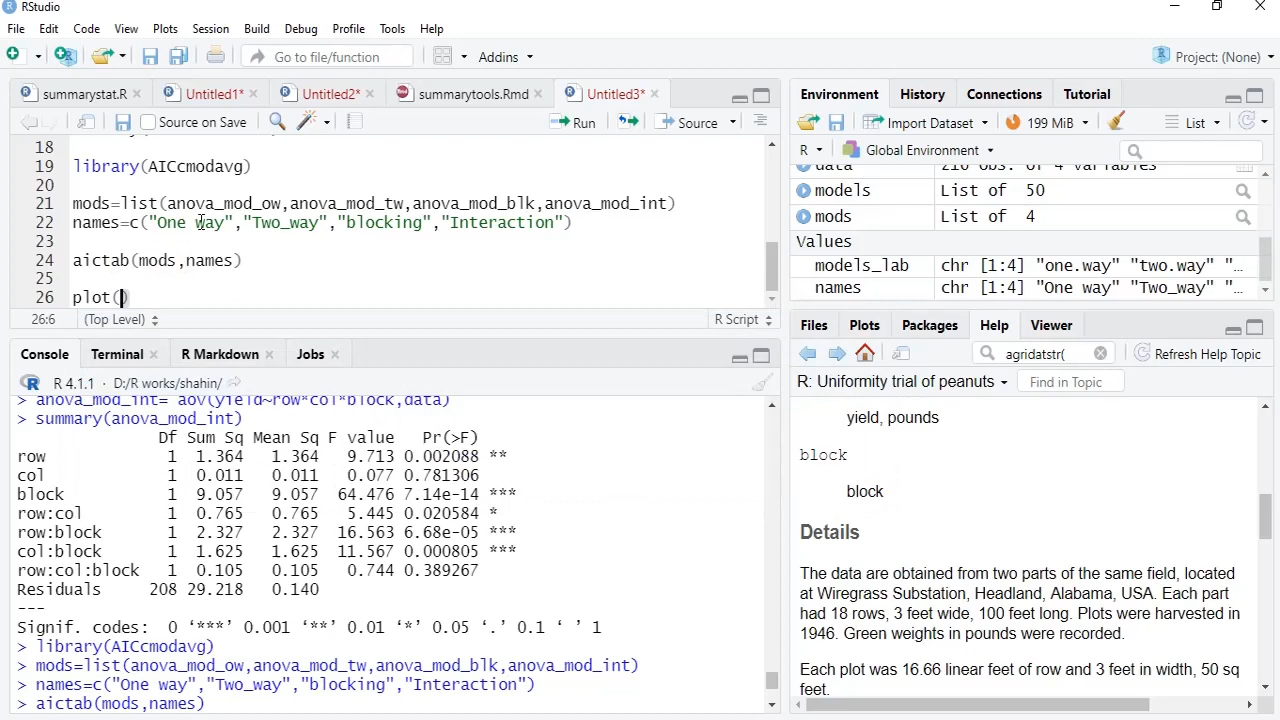 RStudio
File Edit Code View Plots Session Build Debug Profile Tools Help
Go to file/function Addins Project: (None)
summarystat.R Untitled1* Untitled2* summarytools.Rmd Untitled3*
Source on Save Run Source
18
19 library(AICcmodavg)
20
21 mods=list(anova_mod_ow,anova_mod_tw,anova_mod_blk,anova_mod_int)
22 names=c("One way","Two_way","blocking","Interaction")
23
24 aictab(mods,names)
25
26 plot()
26:6 (Top Level) R Script
Console Terminal R Markdown Jobs
R 4.1.1 · D:/R works/shahin/
> anova_mod_int= aov(yield~row*col*block,data)
> summary(anova_mod_int)
Df Sum Sq Mean Sq F value Pr(>F)
row 1 1.364 1.364 9.713 0.002088 **
col 1 0.011 0.011 0.077 0.781306
block 1 9.057 9.057 64.476 7.14e-14 ***
row:col 1 0.765 0.765 5.445 0.020584 *
row:block 1 2.327 2.327 16.563 6.68e-05 ***
col:block 1 1.625 1.625 11.567 0.000805 ***
row:col:block 1 0.105 0.105 0.744 0.389267
Residuals 208 29.218 0.140
---
Signif. codes: 0 ‘***’ 0.001 ‘**’ 0.01 ‘*’ 0.05 ‘.’ 0.1 ‘ ’ 1
> library(AICcmodavg)
> mods=list(anova_mod_ow,anova_mod_tw,anova_mod_blk,anova_mod_int)
> names=c("One way","Two_way","blocking","Interaction")
> aictab(mods,names)
Environment History Connections Tutorial
Import Dataset 199 MiB List
R Global Environment
data 216 obs. of 4 variables
models List of 50
mods List of 4
Values
models_lab chr [1:4] "one.way" "two.way" "…
names chr [1:4] "One way" "Two_way" "…
Files Plots Packages Help Viewer
agridatstr( Refresh Help Topic
R: Uniformity trial of peanuts Find in Topic
yield, pounds
block
block
Details
The data are obtained from two parts of the same field, located
at Wiregrass Substation, Headland, Alabama, USA. Each part
had 18 rows, 3 feet wide, 100 feet long. Plots were harvested in
1946. Green weights in pounds were recorded.
Each plot was 16.66 linear feet of row and 3 feet in width, 50 sq
feet.